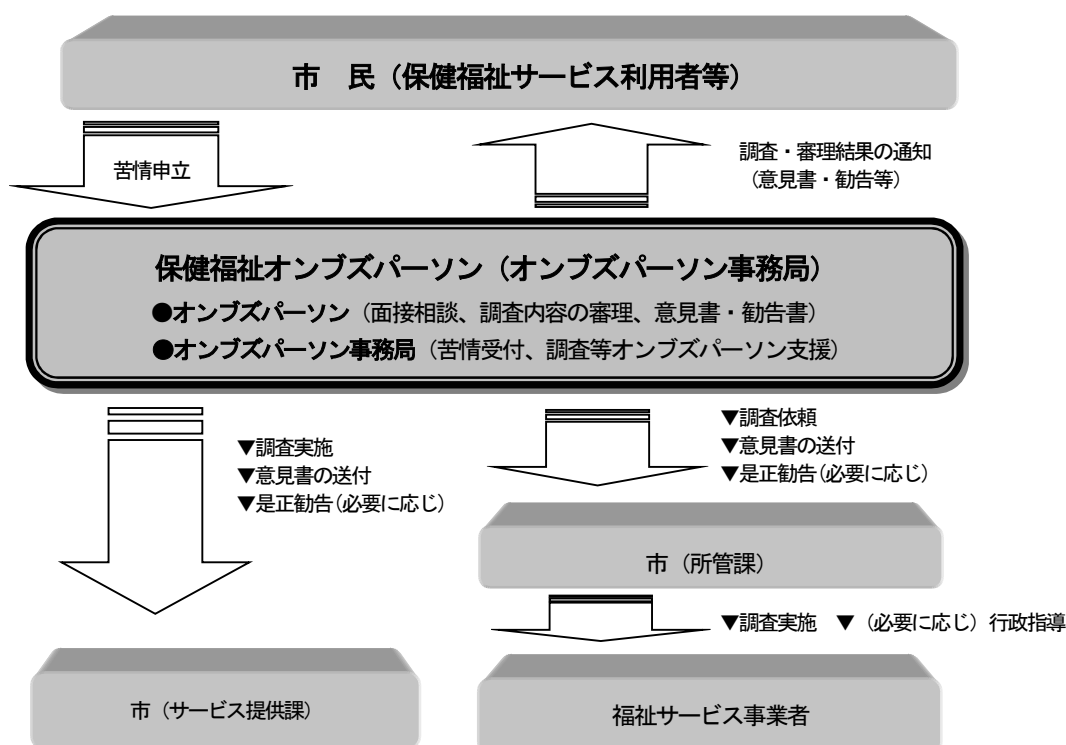 市　民（保健福祉サービス利用者等）
苦情申立
調査・審理結果の通知
（意見書・勧告等）
保健福祉オンブズパーソン（オンブズパーソン事務局）
●オンブズパーソン（面接相談、調査内容の審理、意見書・勧告書）
●オンブズパーソン事務局（苦情受付、調査等オンブズパーソン支援）
▼調査実施
▼意見書の送付
▼是正勧告（必要に応じ）
▼調査依頼
▼意見書の送付
▼是正勧告（必要に応じ）
市（所管課）
▼調査実施　▼（必要に応じ）行政指導
市（サービス提供課）
福祉サービス事業者